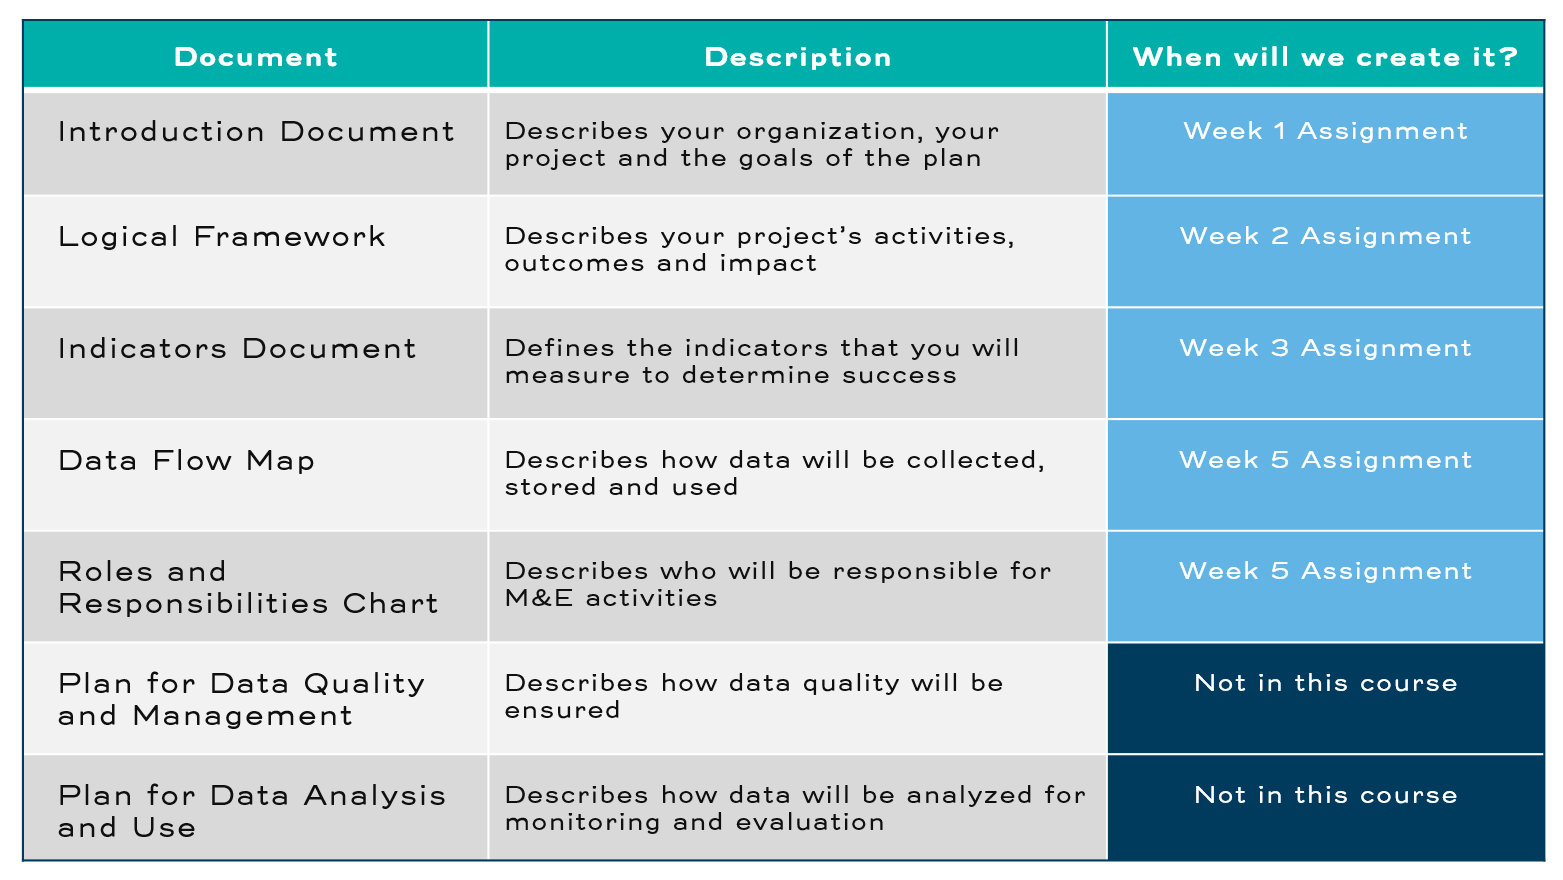 Document
Description
When will we create it?
Introduction Document
Describes your organization, your
project and the goals of the plan
Week 1 Assignment
Logical Framework
Describes your project’s activities,
outcomes and impact
Week 2 Assignment
Indicators Document
Defines the indicators that you will
measure to determine success
Week 3 Assignment
Data Flow Map
Describes how data will be collected,
stored and used
Week 5 Assignment
Roles and
Responsibilities Chart
Describes who will be responsible for
M&E activities
Week 5 Assignment
Plan for Data Quality
and Management
Describes how data quality will be
ensured
Not in this course
Plan for Data Analysis
and Use
Describes how data will be analyzed for
monitoring and evaluation
Not in this course